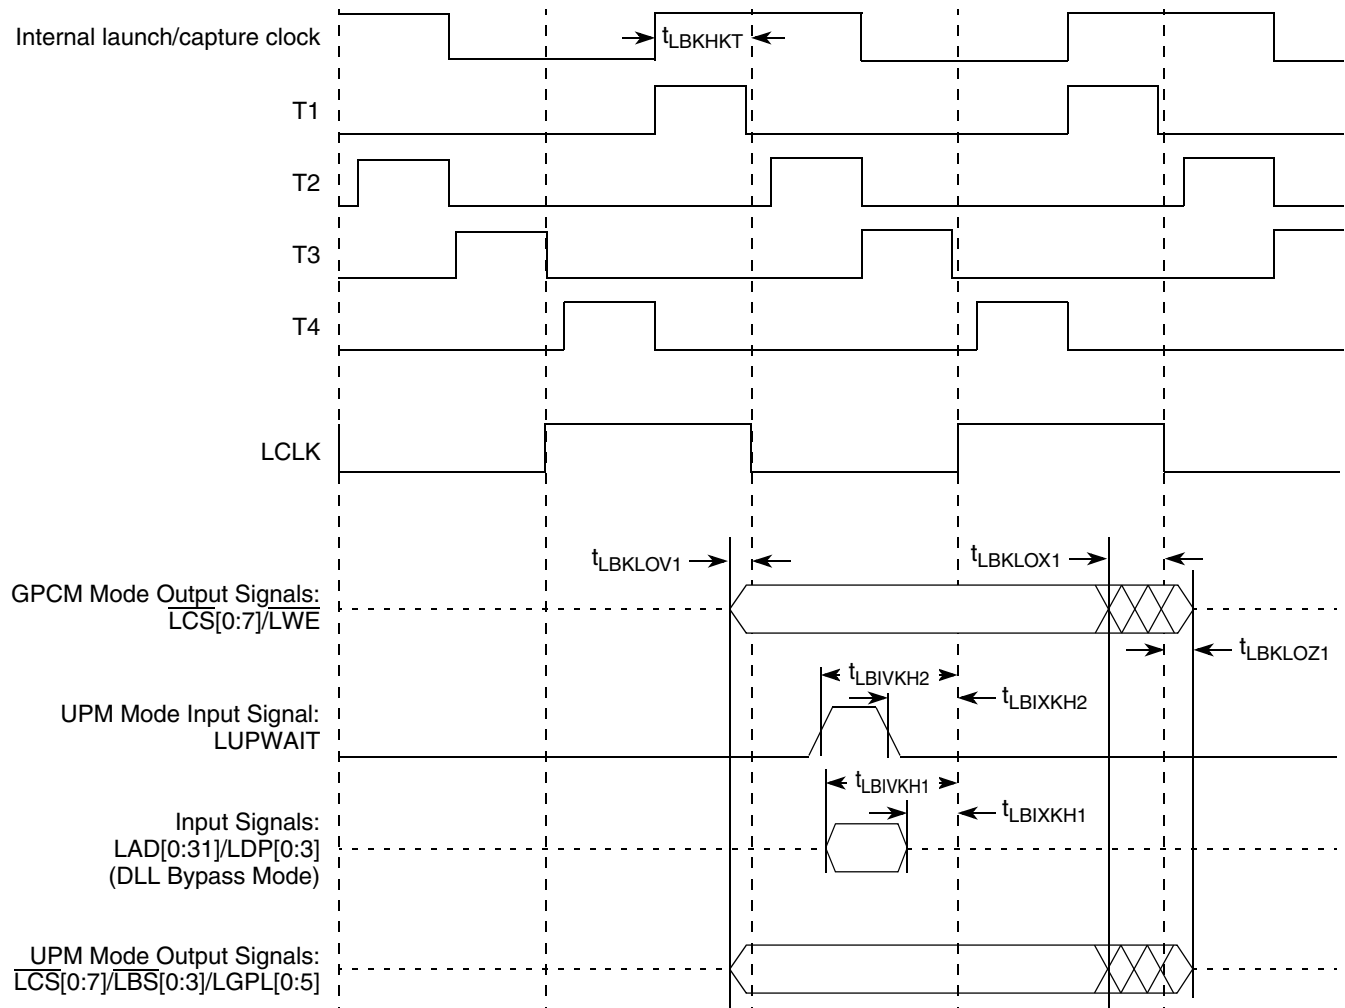 Internal launch/capture clock
tLBKHKT
T1
T2
T3
T4
LCLK
tLBKLOV1
tLBKLOX1
GPCM Mode Output Signals:
LCS[0:7]/LWE
tLBKLOZ1
tLBIVKH2
tLBIXKH2
UPM Mode Input Signal:
LUPWAIT
tLBIVKH1
tLBIXKH1
Input Signals:
LAD[0:31]/LDP[0:3]
(DLL Bypass Mode)
UPM Mode Output Signals:
LCS[0:7]/LBS[0:3]/LGPL[0:5]